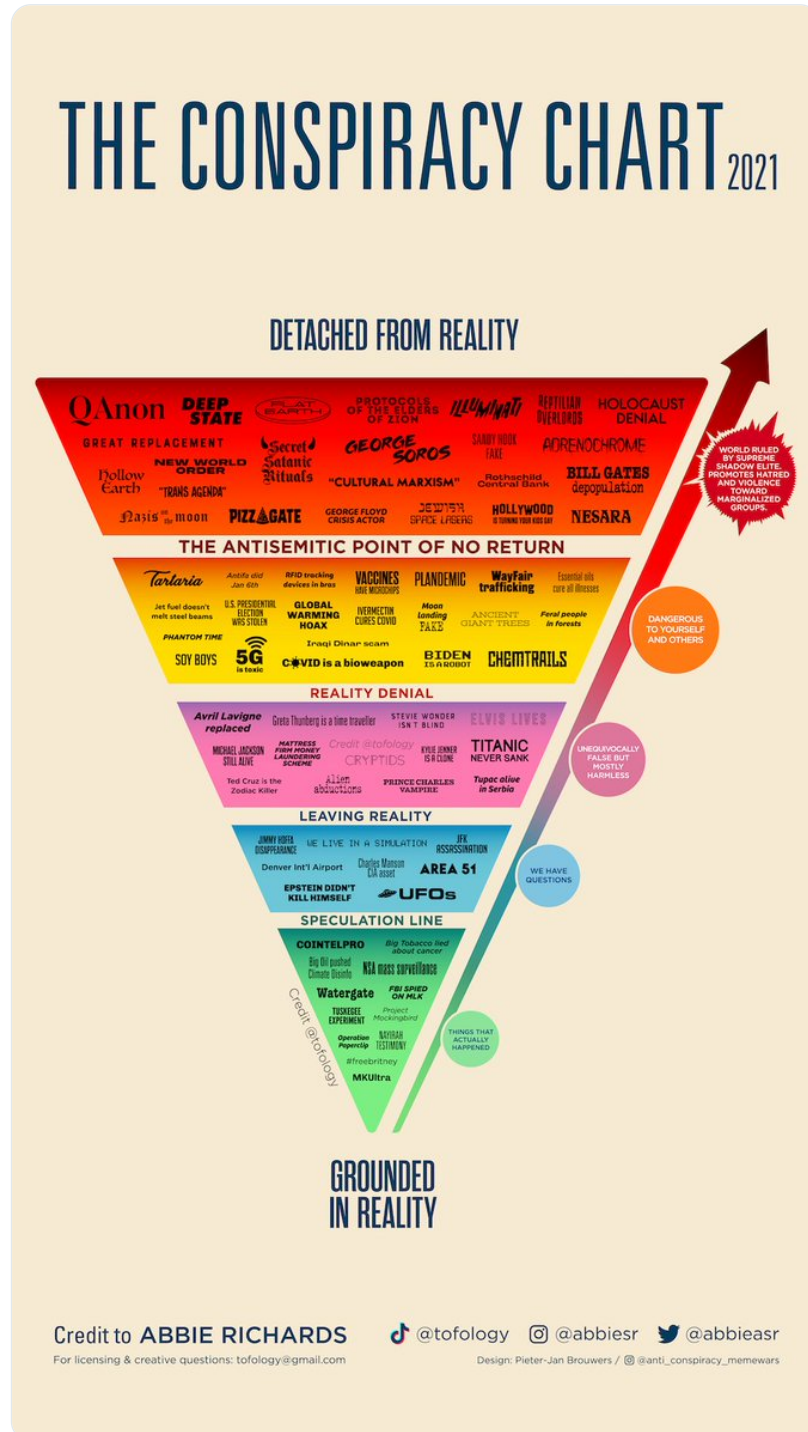 THE CONSPIRACY CHART 2021
DETACHED FROM REALITY
QAnon
DEEP
STATE
FLAT
EARTH
PROTOCOLS
OF THE ELDERS
OF ZION
ILLUMINATI
REPTILIAN
OVERLORDS
HOLOCAUST
DENIAL
GREAT REPLACEMENT
NEW WORLD
ORDER
Secret
Satanic
Rituals
GEORGE
SOROS
SANDY HOOK
FAKE
ADRENOCHROME
Hollow
Earth
"TRANS AGENDA"
"CULTURAL MARXISM"
Rothschild
Central Bank
BILL GATES
depopulation
Nazis on the moon
PIZZAGATE
GEORGE FLOYD
CRISIS ACTOR
JEWISH
SPACE LASERS
HOLLYWOOD
IS TURNING YOUR KIDS GAY
NESARA
WORLD RULED
BY SUPREME
SHADOW ELITE.
PROMOTES HATRED
AND VIOLENCE
TOWARD
MARGINALIZED
GROUPS.
THE ANTISEMITIC POINT OF NO RETURN
Tartaria
Antifa did
Jan 6th
RFID tracking
devices in bras
VACCINES
HAVE MICROCHIPS
PLANDEMIC
WayFair
trafficking
Essential oils
cure all illnesses
Jet fuel doesn't
melt steel beams
U.S. PRESIDENTIAL
ELECTION
WAS STOLEN
GLOBAL
WARMING
HOAX
IVERMECTIN
CURES COVID
Moon
landing
FAKE
ANCIENT
GIANT TREES
Feral people
in forests
PHANTOM TIME
SOY BOYS
5G
is toxic
Iraqi Dinar scam
COVID is a bioweapon
BIDEN
IS A ROBOT
CHEMTRAILS
DANGEROUS
TO YOURSELF
AND OTHERS
REALITY DENIAL
Avril Lavigne
replaced
Greta Thunberg is a time traveller
STEVIE WONDER
ISN'T BLIND
ELVIS LIVES
MICHAEL JACKSON
STILL ALIVE
MATTRESS
FIRM MONEY
LAUNDERING
SCHEME
Credit @tofology
CRYPTIDS
KYLIE JENNER
IS A CLONE
TITANIC
NEVER SANK
Ted Cruz is the
Zodiac Killer
Alien
abductions
PRINCE CHARLES
VAMPIRE
Tupac alive
in Serbia
UNEQUIVOCALLY
FALSE BUT
MOSTLY
HARMLESS
LEAVING REALITY
JIMMY HOFFA
DISAPPEARANCE
WE LIVE IN A SIMULATION
JFK
ASSASSINATION
Denver Int'l Airport
Charles Manson
CIA asset
AREA 51
EPSTEIN DIDN'T
KILL HIMSELF
UFOs
WE HAVE
QUESTIONS
SPECULATION LINE
COINTELPRO
Big Tobacco lied
about cancer
Big Oil pushed
Climate Disinfo
NSA mass surveillance
Watergate
FBI SPIED
ON MLK
TUSKEGEE
EXPERIMENT
Project
Mockingbird
Operation
Paperclip
NAYIRAH
TESTIMONY
#freebritney
MKUltra
Credit @tofology
THINGS THAT
ACTUALLY
HAPPENED
GROUNDED
IN REALITY
Credit to ABBIE RICHARDS
@tofology @abbiesr @abbieasr
For licensing & creative questions: tofology@gmail.com
Design: Pieter-Jan Brouwers / @anti_conspiracy_memewars